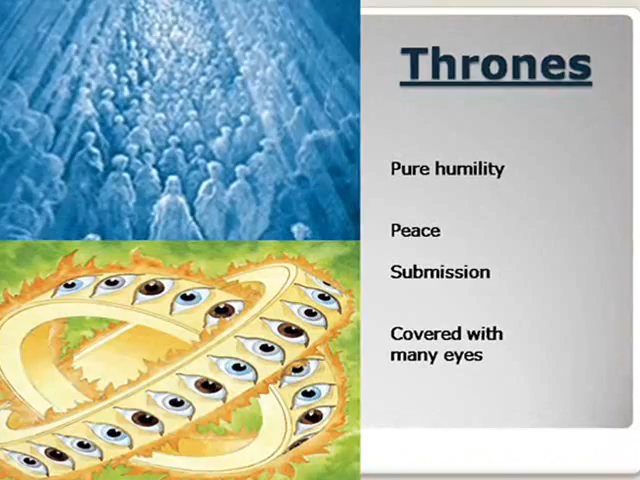 Thrones
Pure humility
Peace
Submission
Covered with
many eyes